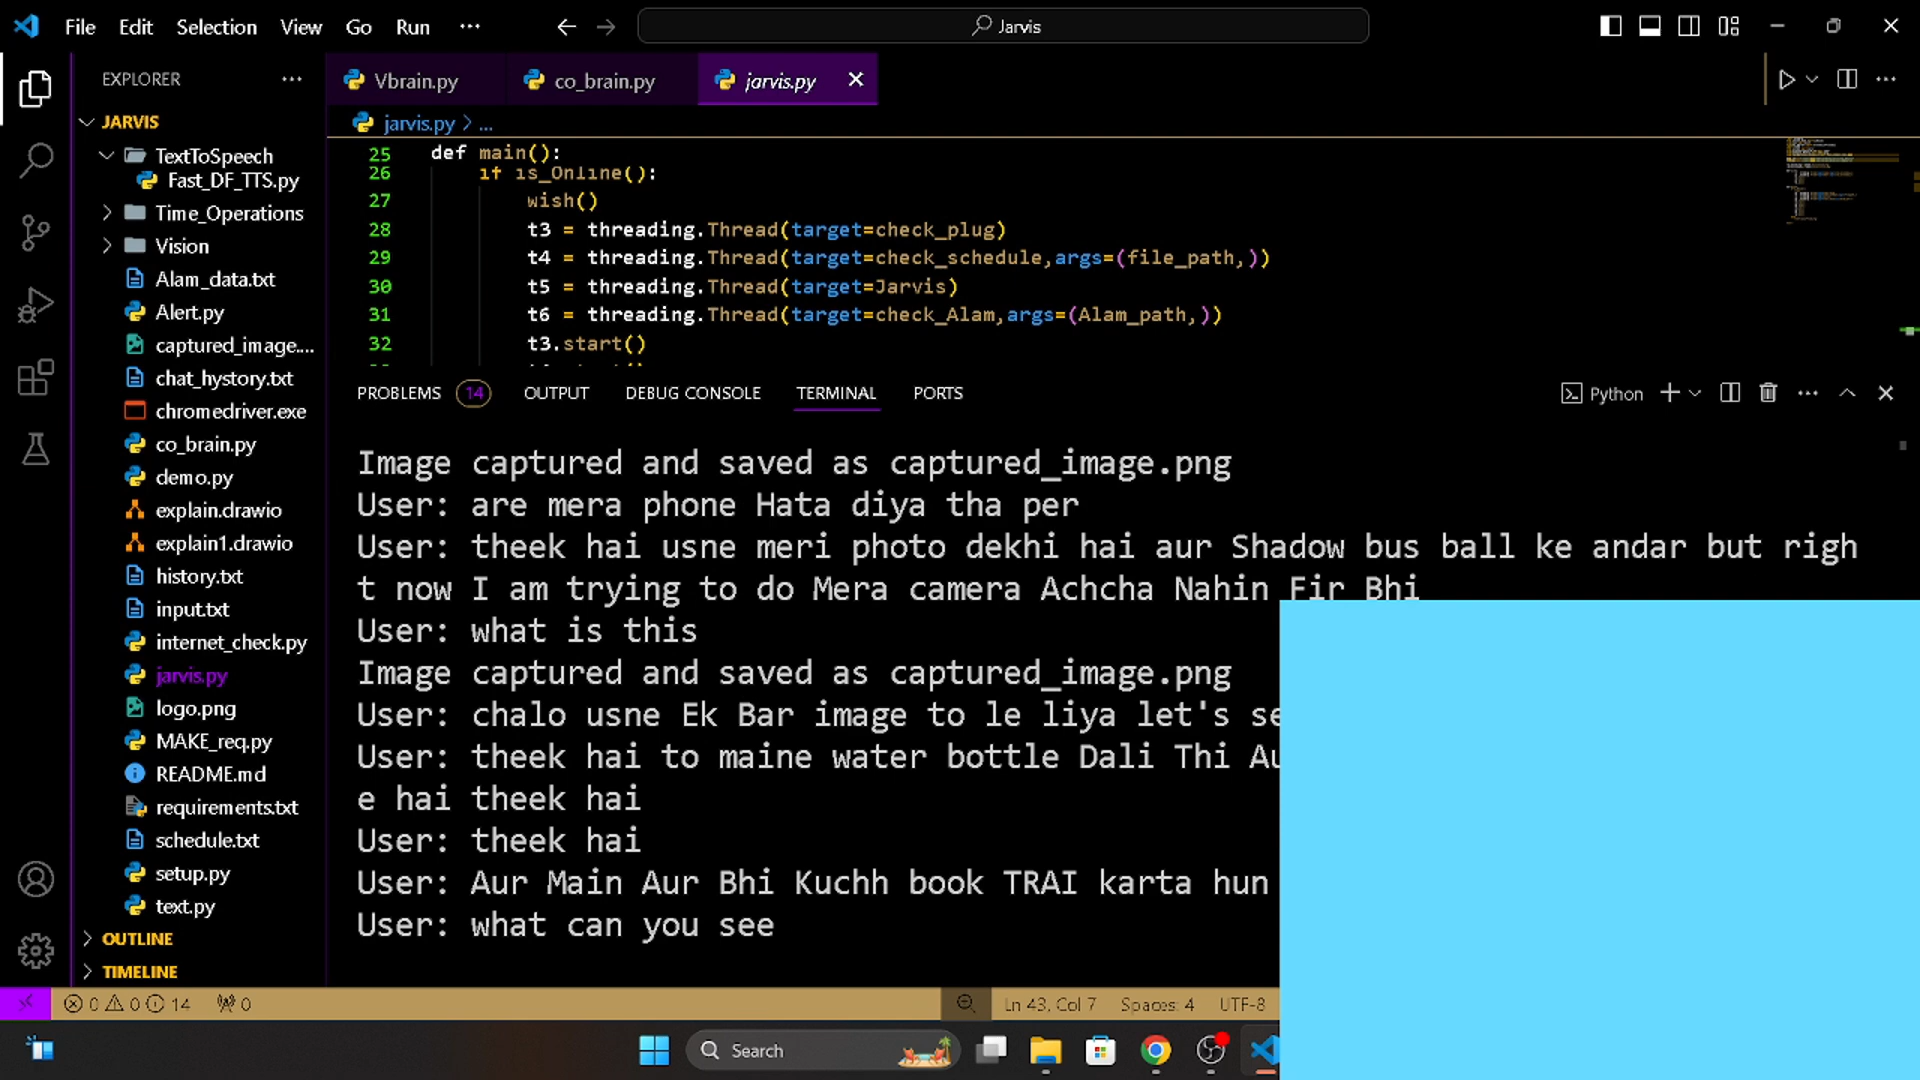 File Edit Selection View Go Run ··· Jarvis
EXPLORER ···
Vbrain.py co_brain.py jarvis.py
JARVIS
TextToSpeech
Fast_DF_TTS.py
Time_Operations
Vision
Alam_data.txt
Alert.py
captured_image....
chat_hystory.txt
chromedriver.exe
co_brain.py
demo.py
explain.drawio
explain1.drawio
history.txt
input.txt
internet_check.py
jarvis.py
logo.png
MAKE_req.py
README.md
requirements.txt
schedule.txt
setup.py
text.py
OUTLINE
TIMELINE
jarvis.py > ...
25 def main():
26 if is_Online():
27 wish()
28 t3 = threading.Thread(target=check_plug)
29 t4 = threading.Thread(target=check_schedule,args=(file_path,))
30 t5 = threading.Thread(target=Jarvis)
31 t6 = threading.Thread(target=check_Alam,args=(Alam_path,))
32 t3.start()
PROBLEMS 14 OUTPUT DEBUG CONSOLE TERMINAL PORTS Python
Image captured and saved as captured_image.png
User: are mera phone Hata diya tha per
User: theek hai usne meri photo dekhi hai aur Shadow bus ball ke andar but righ
t now I am trying to do Mera camera Achcha Nahin Fir Bhi
User: what is this
Image captured and saved as captured_image.png
User: chalo usne Ek Bar image to le liya let's se
User: theek hai to maine water bottle Dali Thi Au
e hai theek hai
User: theek hai
User: Aur Main Aur Bhi Kuchh book TRAI karta hun
User: what can you see
0 0 14 0 Ln 43, Col 7 Spaces: 4 UTF-8
Search